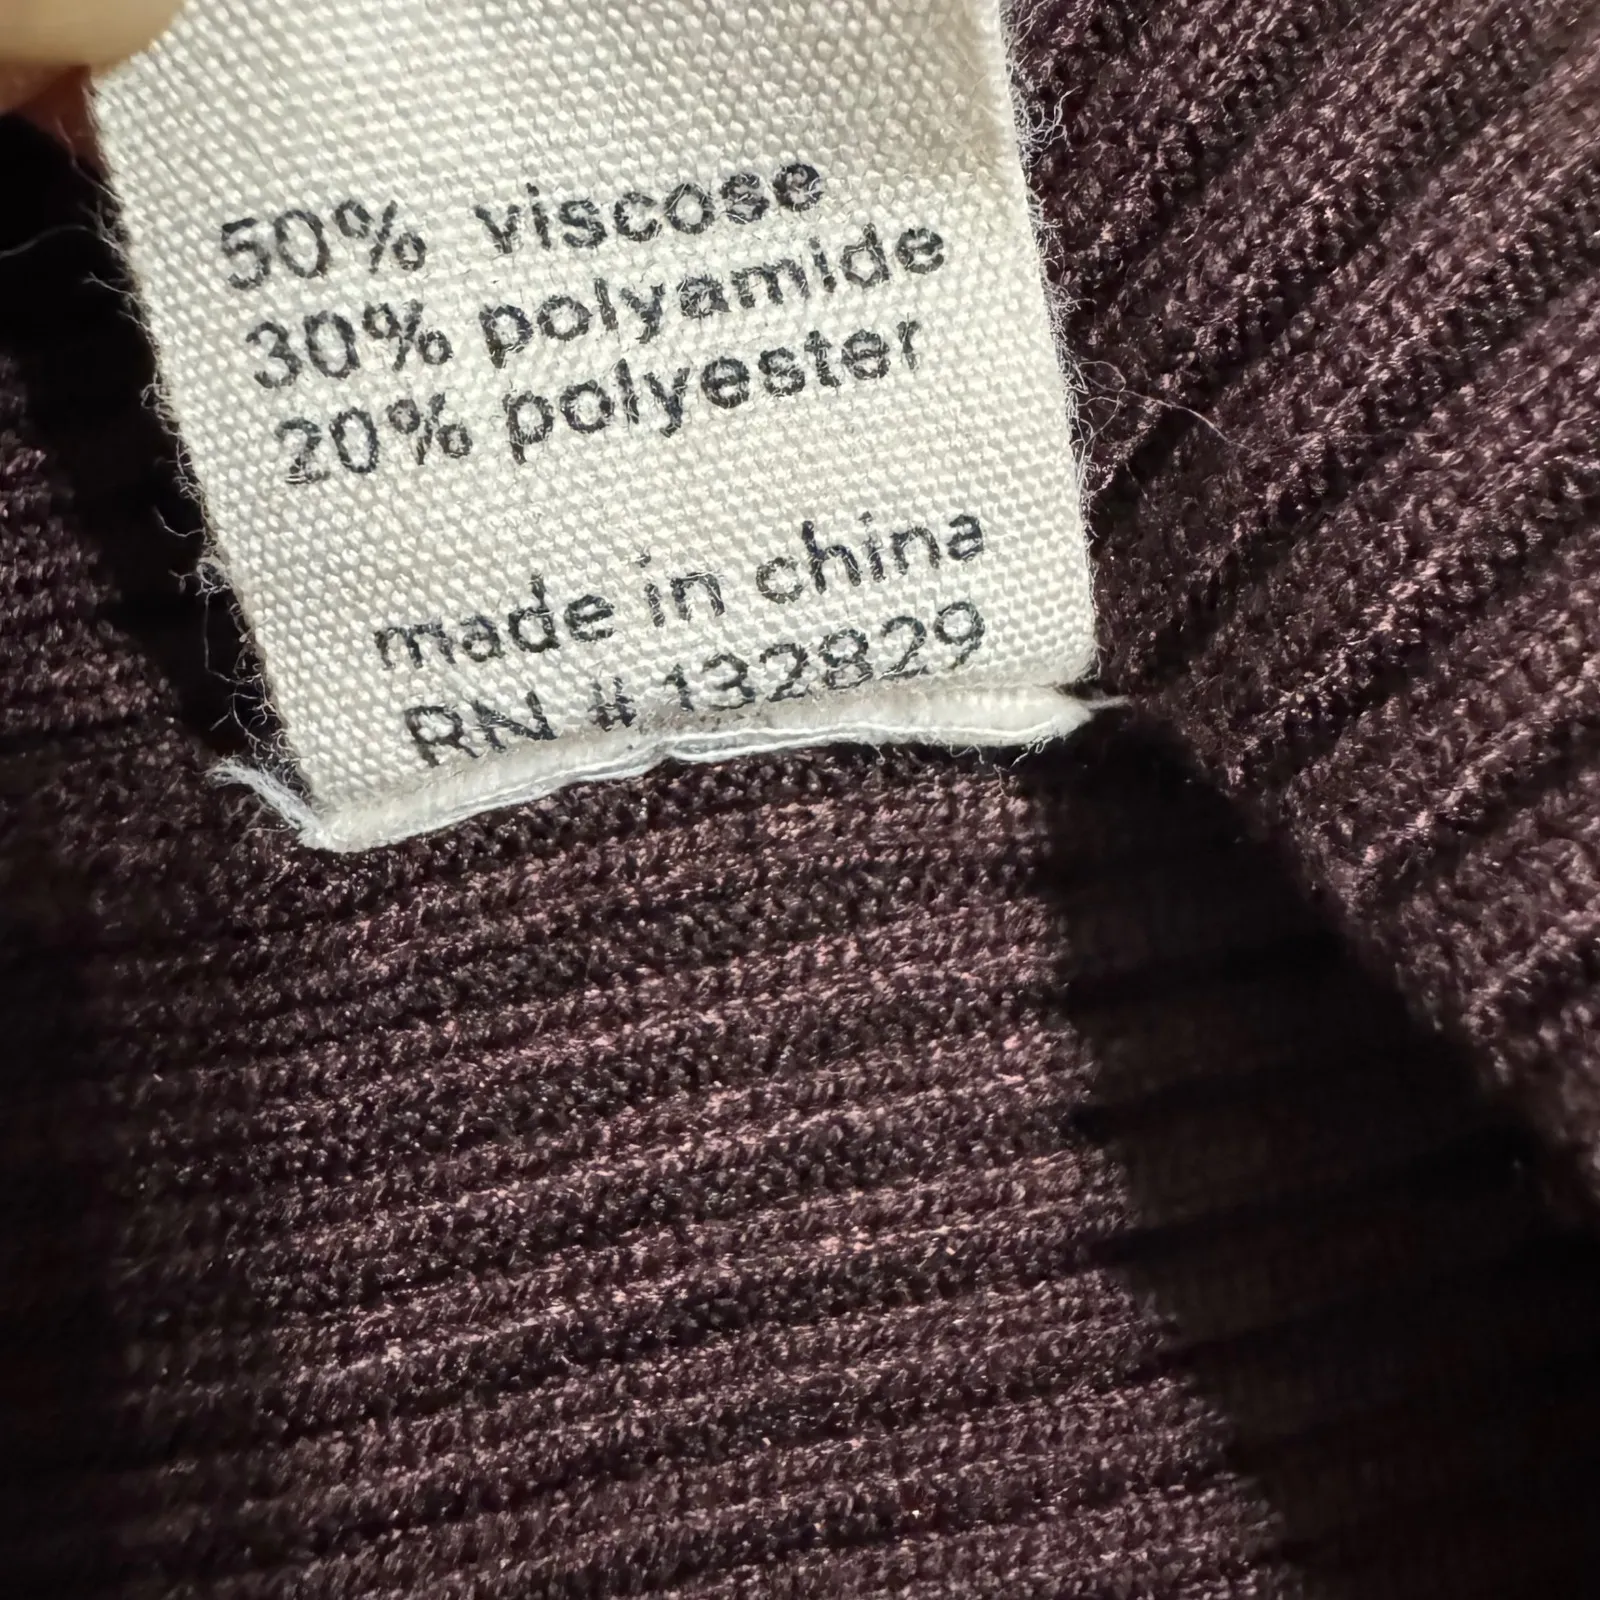 50% viscose
30% polyamide
20% polyester
made in china
RN # 132829